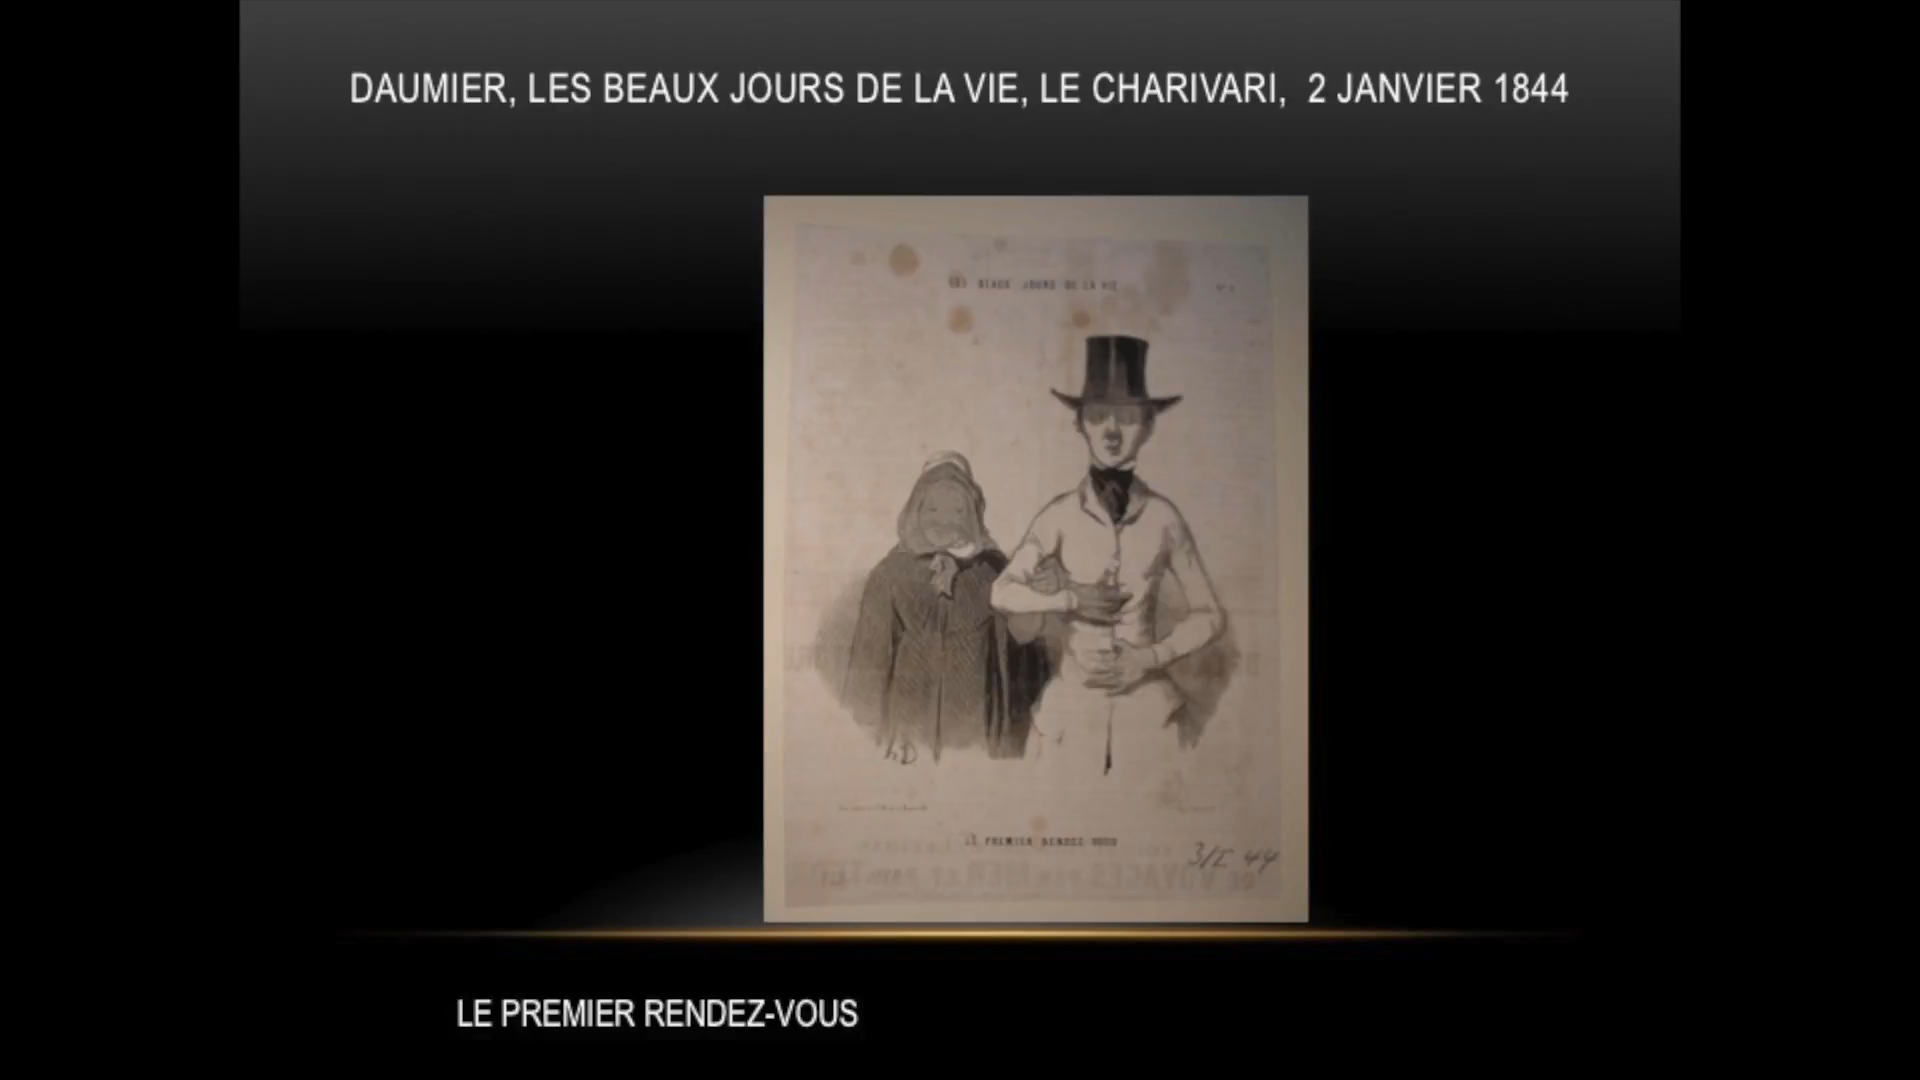 DAUMIER, LES BEAUX JOURS DE LA VIE, LE CHARIVARI, 2 JANVIER 1844
LES BEAUX JOURS DE LA VIE
h.D.
LE PREMIER RENDEZ-VOUS
3/I 44
LE PREMIER RENDEZ-VOUS